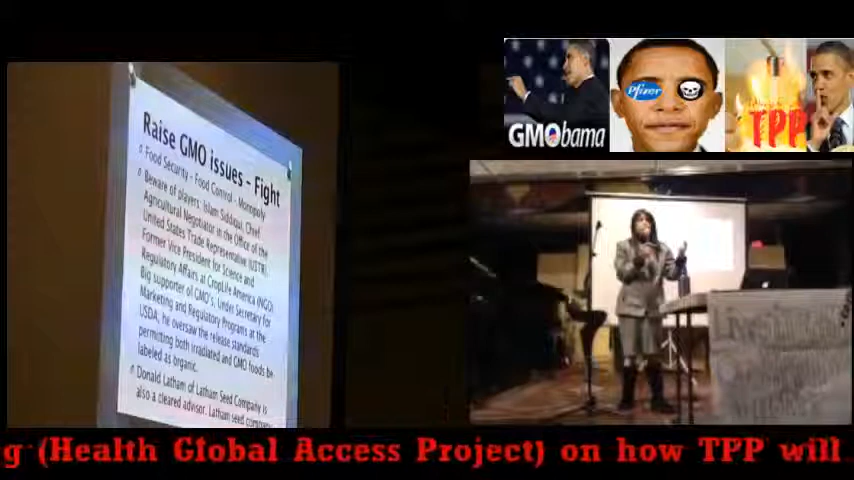 Raise GMO issues - Fight
Food Security - Food Control - Monopoly
Beware of players: Islam Siddiqui, Chief
Agricultural Negotiator in the Office of the
United States Trade Representative (USTR).
Former Vice President for Science and
Regulatory Affairs at CropLife America (NGO)
Big supporter of GMO's. Under Secretary for
Marketing and Regulatory Programs at the
USDA, he oversaw the release standards
permitting both irradiated and GMO foods be
labeled as organic.
Donald Latham of Latham Seed Company is
also a cleared advisor. Latham seed
GMObama
Pfizer
TPP
g (Health Global Access Project) on how TPP will